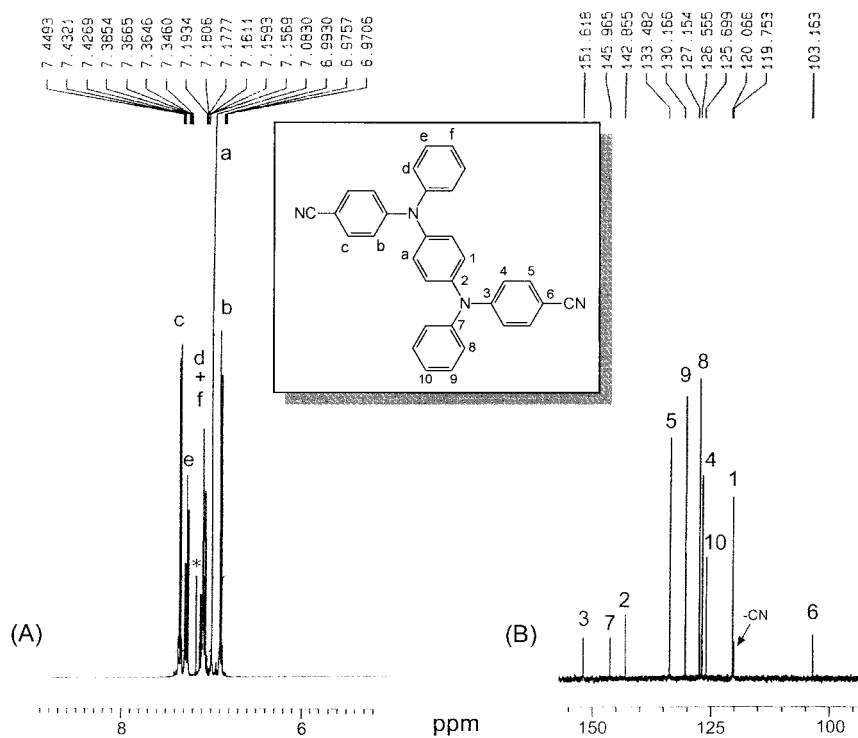 7.4493
7.4321
7.4269
7.3854
7.3665
7.3646
7.3460
7.1934
7.1806
7.1777
7.1611
7.1593
7.1569
7.0830
6.9930
6.9757
6.9706
151.616
145.965
142.855
133.482
130.166
127.154
126.555
125.699
120.066
119.753
103.163
a
c
b
d
+
f
e
*
(A)
8
6
ppm
e
f
d
NC
N
c
b
a
1
2
4
5
N
3
6
CN
7
8
10
9
8
9
5
4
1
10
-CN
2
3
7
6
(B)
150
125
100